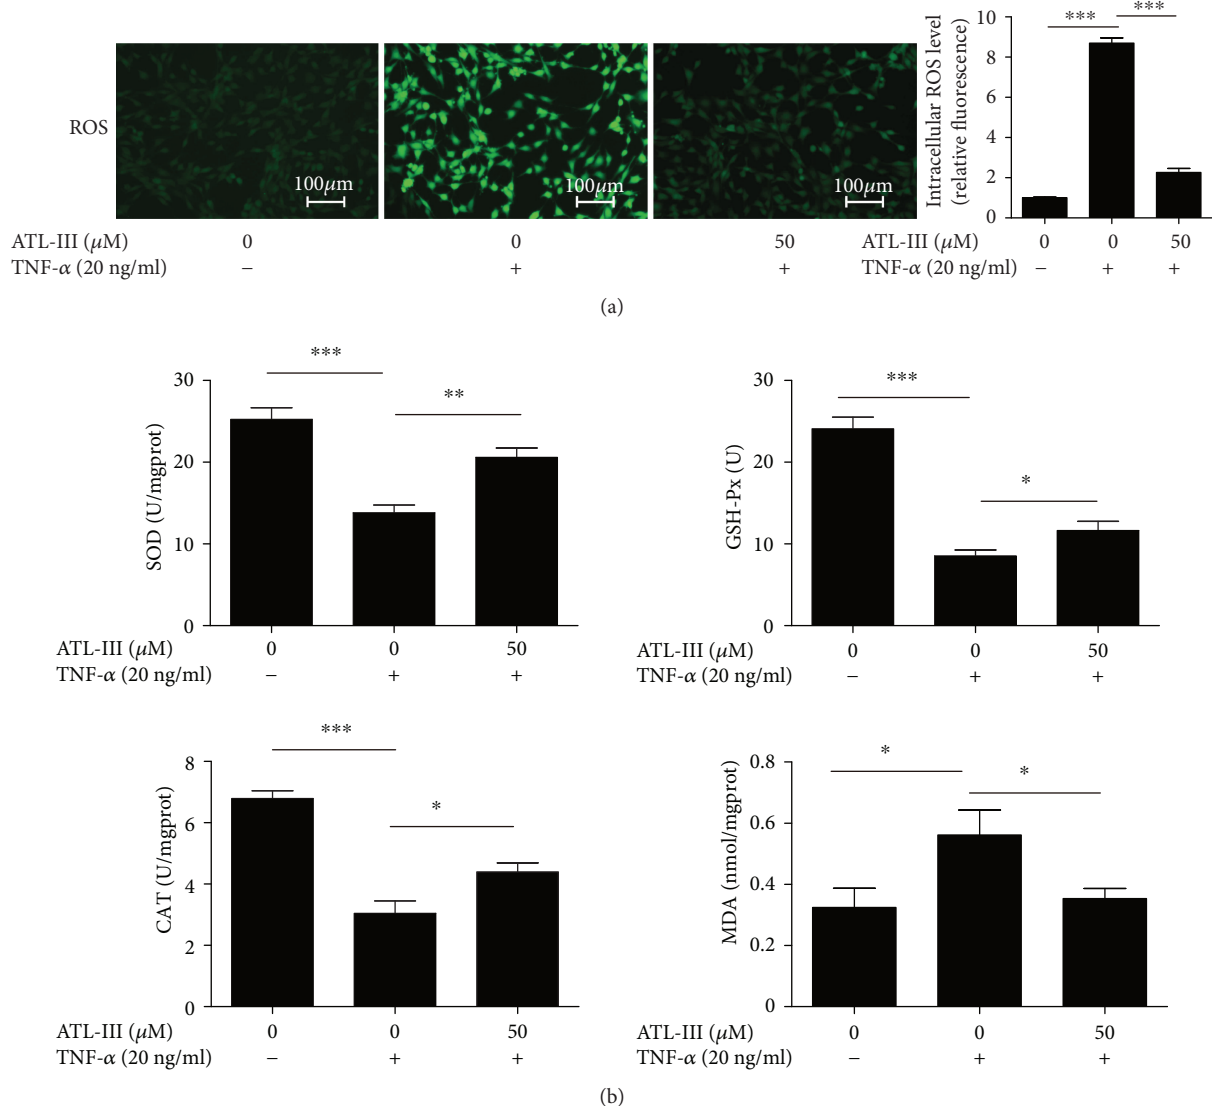 ROS
100μm
100μm
100μm
ATL-III (μM) 0 0 50
TNF-α (20 ng/ml) − + +
Intracellular ROS level
(relative fluorescence)
10
8
6
4
2
0
*** ***
ATL-III (μM) 0 0 50
TNF-α (20 ng/ml) − + +
(a)
SOD (U/mgprot)
30
20
10
0
***
**
ATL-III (μM) 0 0 50
TNF-α (20 ng/ml) − + +
GSH-Px (U)
30
20
10
0
***
*
ATL-III (μM) 0 0 50
TNF-α (20 ng/ml) − + +
CAT (U/mgprot)
8
6
4
2
0
***
*
ATL-III (μM) 0 0 50
TNF-α (20 ng/ml) − + +
MDA (nmol/mgprot)
0.8
0.6
0.4
0.2
0
*
*
ATL-III (μM) 0 0 50
TNF-α (20 ng/ml) − + +
(b)